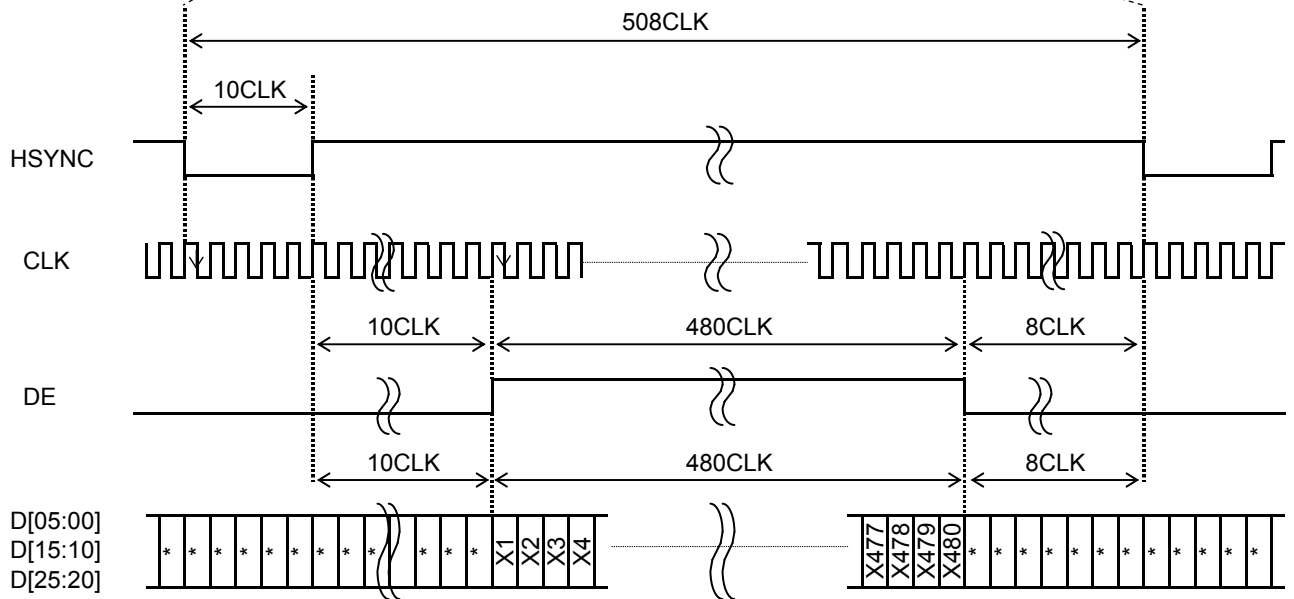 508CLK
10CLK
HSYNC
CLK
10CLK 480CLK 8CLK
DE
10CLK 480CLK 8CLK
D[05:00]
D[15:10]
D[25:20]
* * * * * * * * * * * * X1 X2 X3 X4 X477 X478 X479 X480 * * * * * * * * * * * *